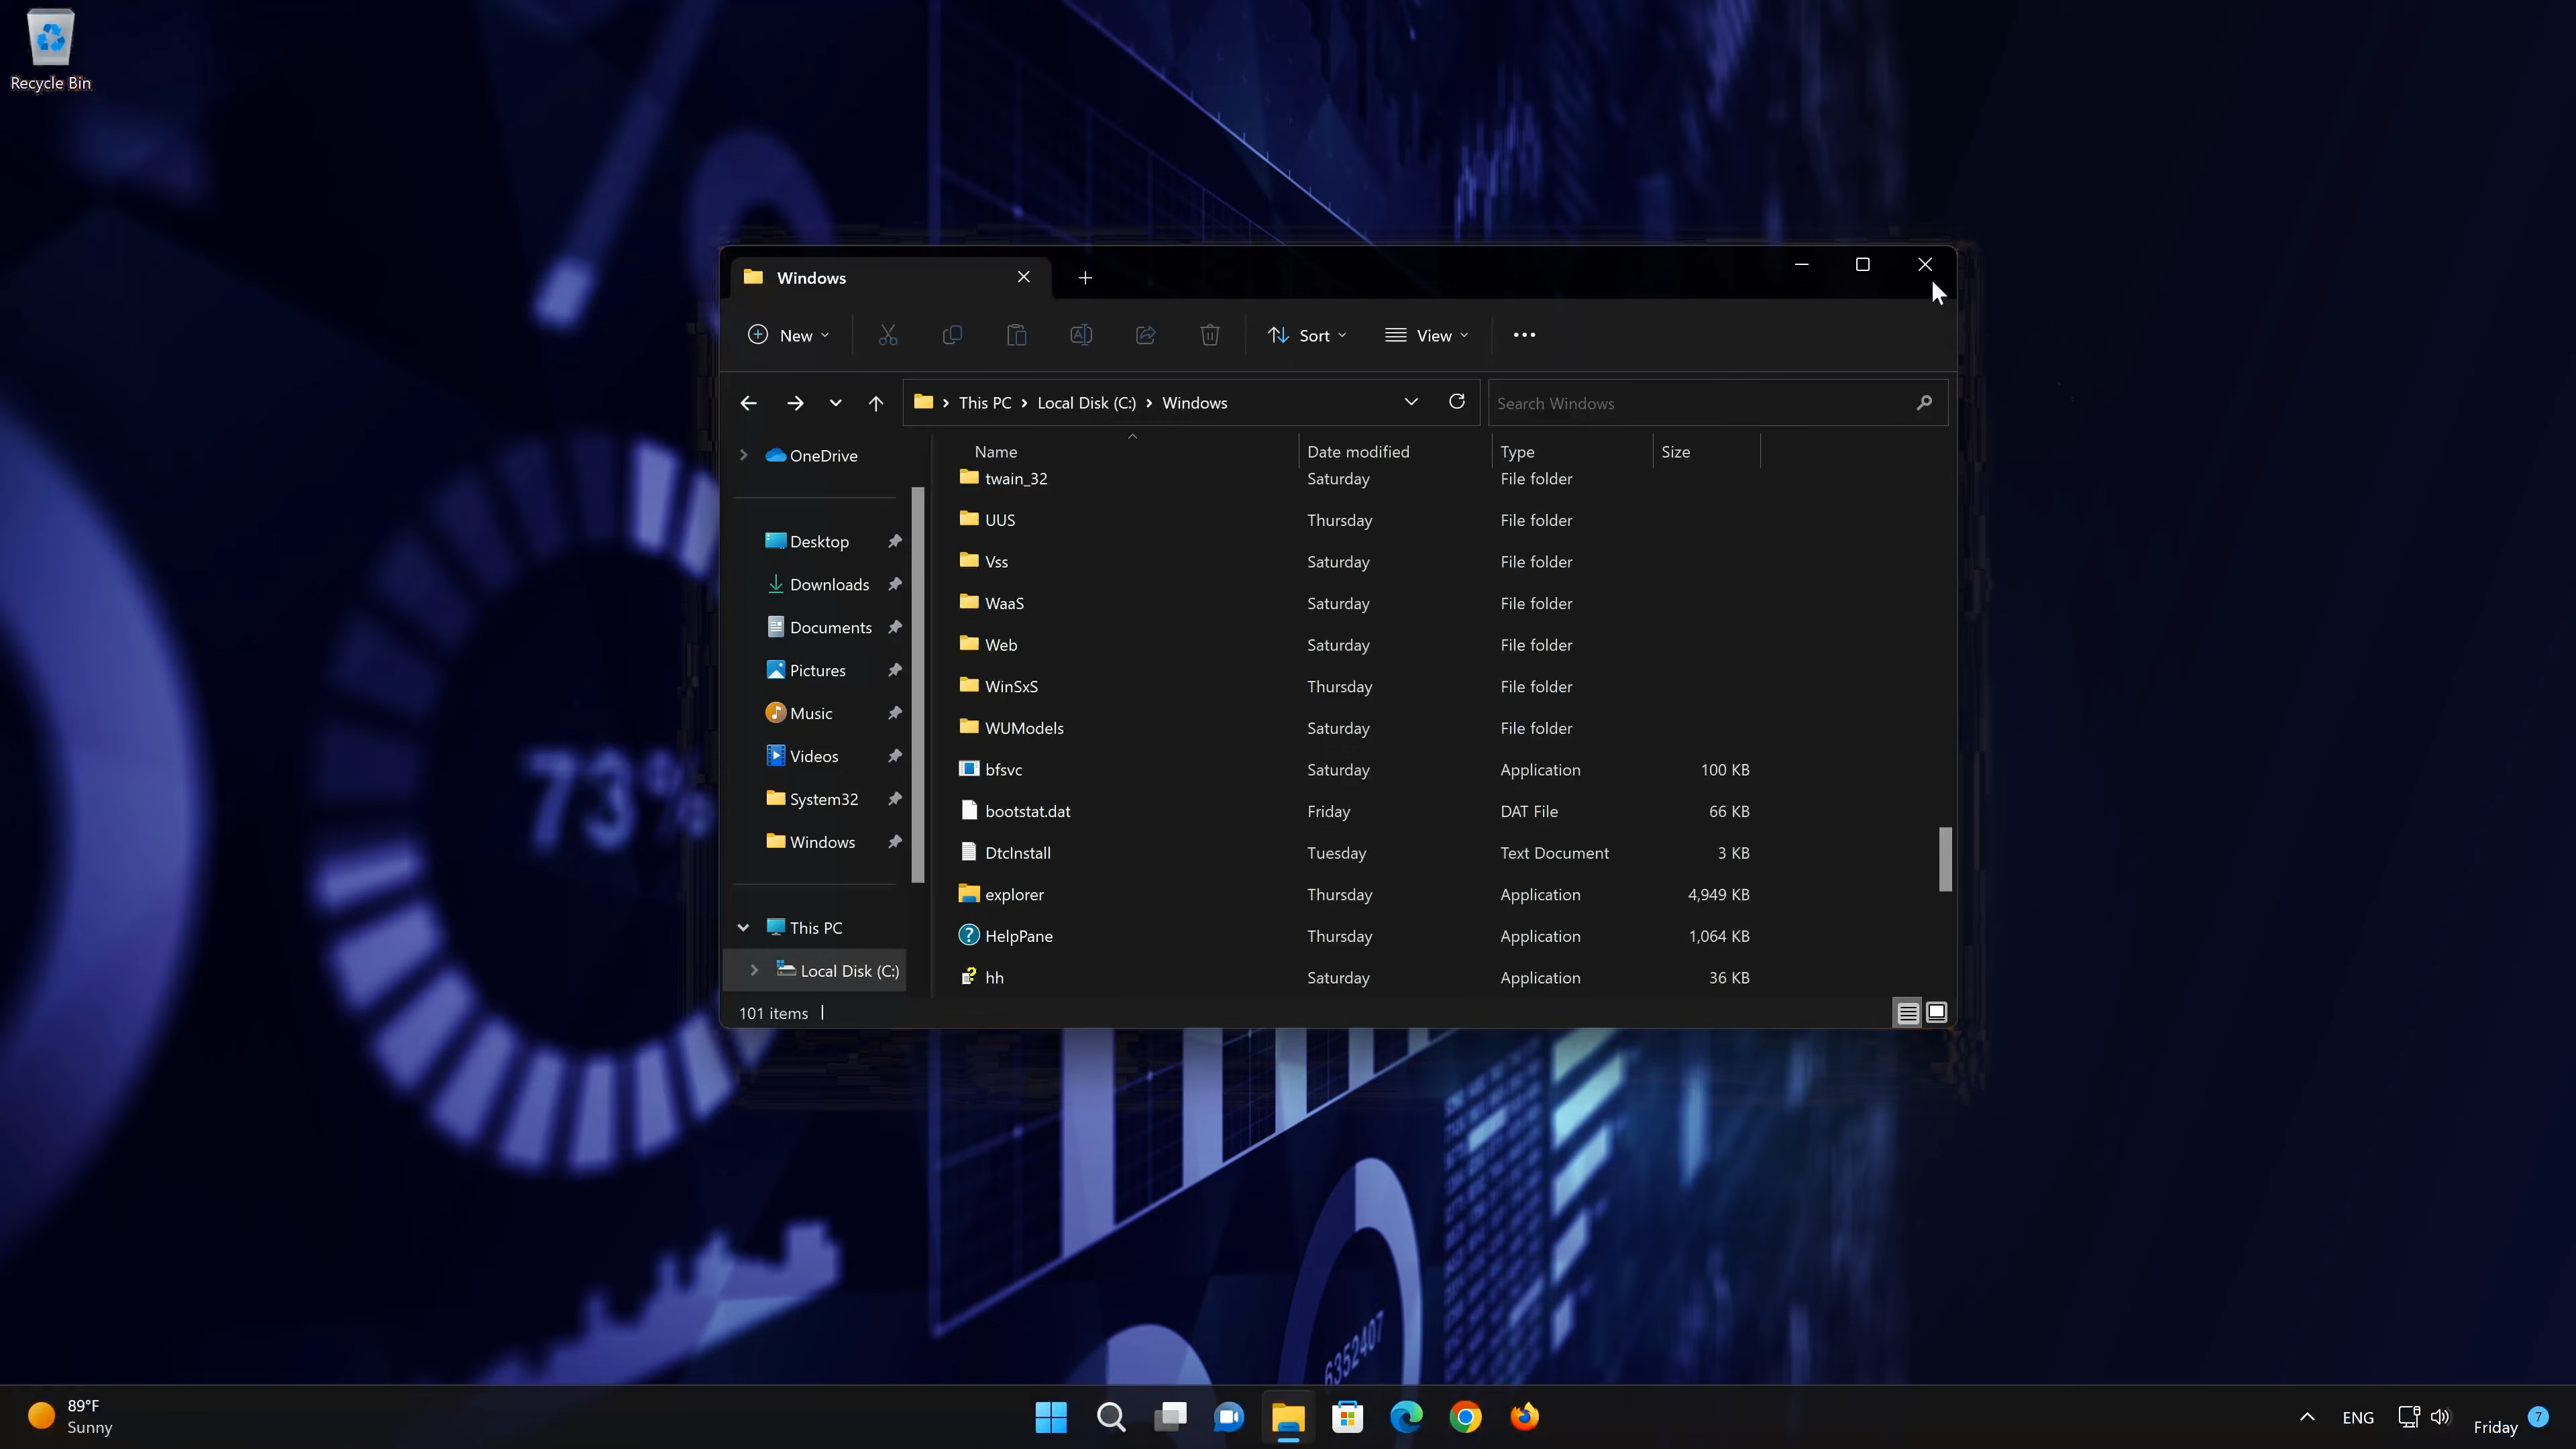 Recycle Bin
Windows
New
Sort
View
This PC
Local Disk (C:)
Windows
Search Windows
OneDrive
Desktop
Downloads
Documents
Pictures
Music
Videos
System32
Windows
This PC
Local Disk (C:)
Name Date modified Type Size
twain_32 Saturday File folder
UUS Thursday File folder
Vss Saturday File folder
WaaS Saturday File folder
Web Saturday File folder
WinSxS Thursday File folder
WUModels Saturday File folder
bfsvc Saturday Application 100 KB
bootstat.dat Friday DAT File 66 KB
DtcInstall Tuesday Text Document 3 KB
explorer Thursday Application 4,949 KB
HelpPane Thursday Application 1,064 KB
hh Saturday Application 36 KB
101 items
73%
6352407
89°F
Sunny
ENG
Friday
7